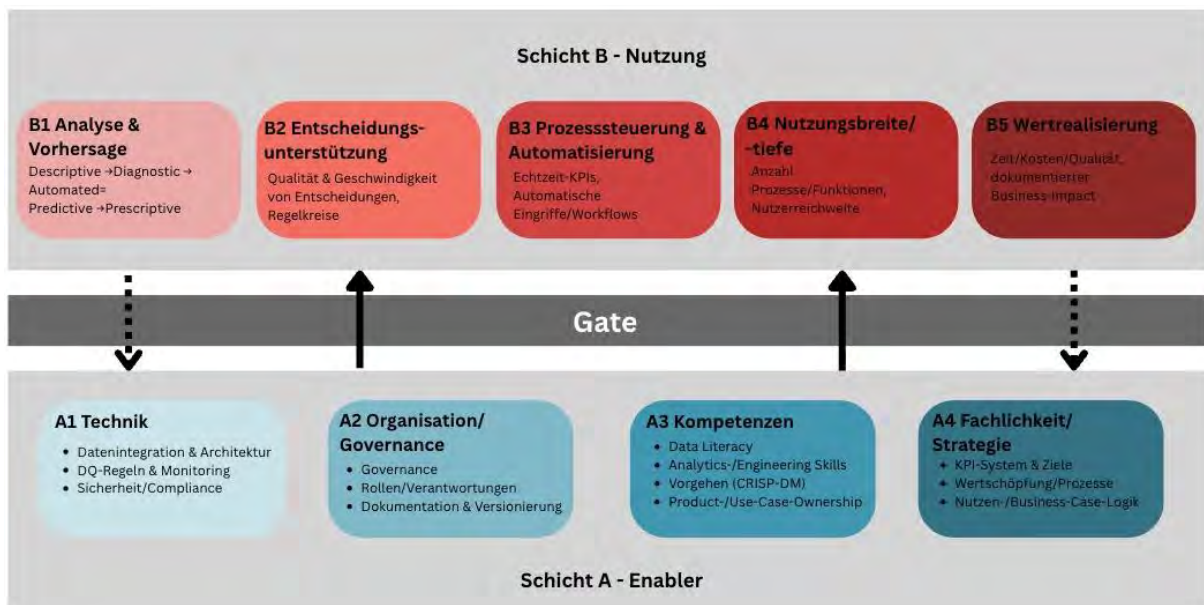 Schicht B - Nutzung
B1 Analyse &
Vorhersage
Descriptive →Diagnostic →
Automated=
Predictive →Prescriptive
B2 Entscheidungs-
unterstützung
Qualität & Geschwindigkeit
von Entscheidungen,
Regelkreise
B3 Prozesssteuerung &
Automatisierung
Echtzeit-KPIs,
Automatische
Eingriffe/Workflows
B4 Nutzungsbreite/
-tiefe
Anzahl
Prozesse/Funktionen,
Nutzerreichweite
B5 Wertrealisierung
Zeit/Kosten/Qualität,
dokumentierter
Business-Impact
Gate
A1 Technik
• Datenintegration & Architektur
• DQ-Regeln & Monitoring
• Sicherheit/Compliance
A2 Organisation/
Governance
• Governance
• Rollen/Verantwortungen
• Dokumentation & Versionierung
A3 Kompetenzen
• Data Literacy
• Analytics-/Engineering Skills
• Vorgehen (CRISP-DM)
• Product-/Use-Case-Ownership
A4 Fachlichkeit/
Strategie
• KPI-System & Ziele
• Wertschöpfung/Prozesse
• Nutzen-/Business-Case-Logik
Schicht A - Enabler